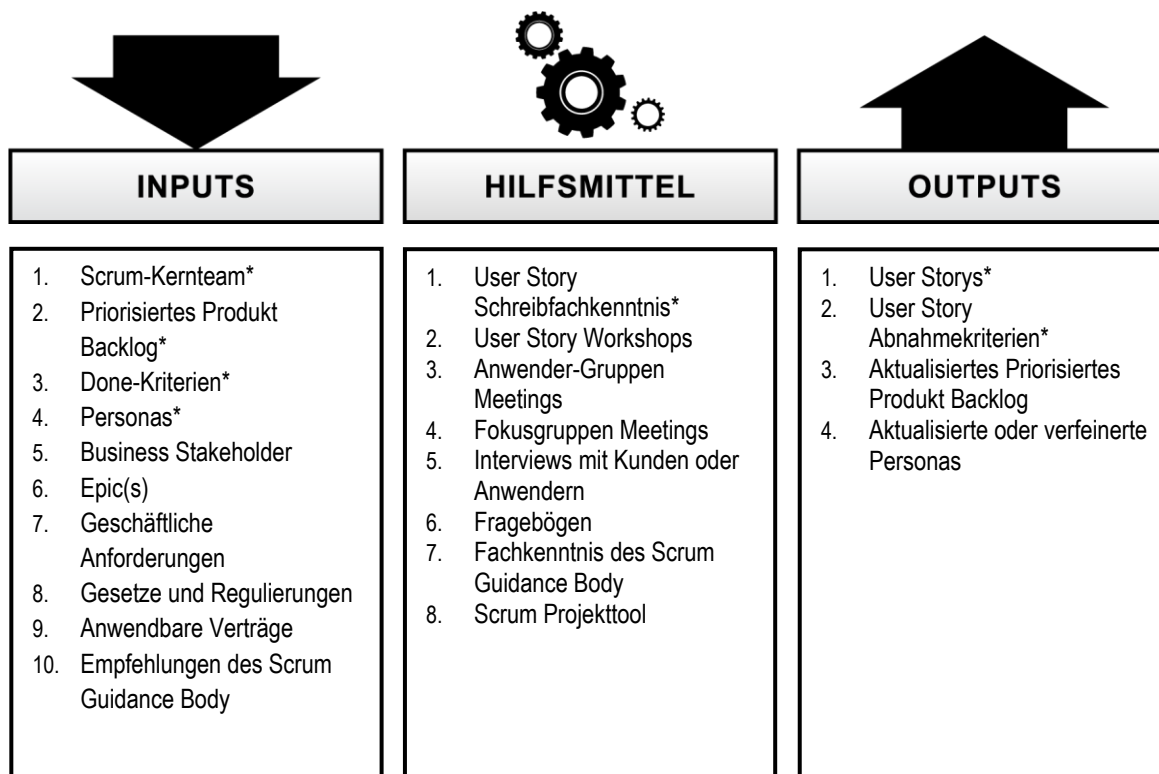 INPUTS
1. Scrum-Kernteam*
2. Priorisiertes Produkt
Backlog*
3. Done-Kriterien*
4. Personas*
5. Business Stakeholder
6. Epic(s)
7. Geschäftliche
Anforderungen
8. Gesetze und Regulierungen
9. Anwendbare Verträge
10. Empfehlungen des Scrum
Guidance Body
HILFSMITTEL
1. User Story
Schreibfachkenntnis*
2. User Story Workshops
3. Anwender-Gruppen
Meetings
4. Fokusgruppen Meetings
5. Interviews mit Kunden oder
Anwendern
6. Fragebögen
7. Fachkenntnis des Scrum
Guidance Body
8. Scrum Projekttool
OUTPUTS
1. User Storys*
2. User Story
Abnahmekriterien*
3. Aktualisiertes Priorisiertes
Produkt Backlog
4. Aktualisierte oder verfeinerte
Personas